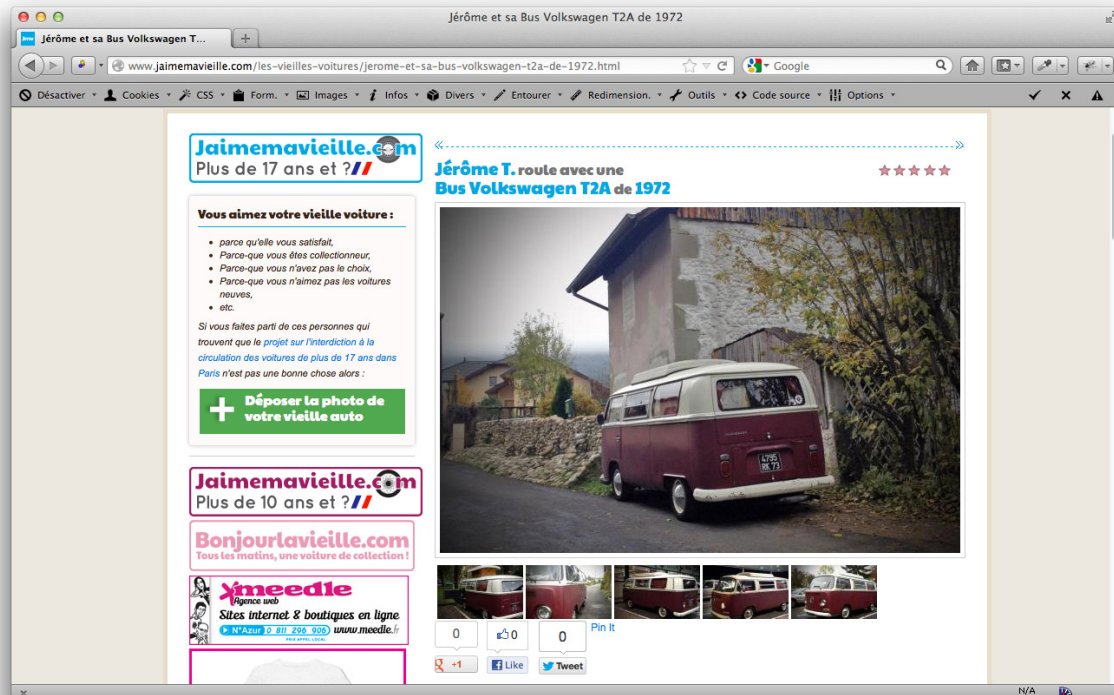 Jérôme et sa Bus Volkswagen T2A de 1972
Jérôme et sa Bus Volkswagen T...
www.jaimemavieille.com/les-vieilles-voitures/jerome-et-sa-bus-volkswagen-t2a-de-1972.html
Google
Désactiver Cookies CSS Form. Images Infos Divers Entourer Redimension. Outils Code source Options
Jaimemavieille.com
Plus de 17 ans et ?
Vous aimez votre vieille voiture :
parce qu'elle vous satisfait,
Parce-que vous êtes collectionneur,
Parce-que vous n'avez pas le choix,
Parce-que vous n'aimez pas les voitures
neuves,
etc.
Si vous faites parti de ces personnes qui
trouvent que le projet sur l'interdiction à la
circulation des voitures de plus de 17 ans dans
Paris n'est pas une bonne chose alors :
+ Déposer la photo de
votre vieille auto
Jaimemavieille.com
Plus de 10 ans et ?
Bonjourlavieille.com
Tous les matins, une voiture de collection !
meedle
Agence web
Sites internet & boutiques en ligne
N°Azur 0 811 296 906 www.meedle.fr
PRIX APPEL LOCAL
Jérôme T. roule avec une
Bus Volkswagen T2A de 1972
4795
RK 73
0
0
0
Pin It
+1
Like
Tweet
N/A